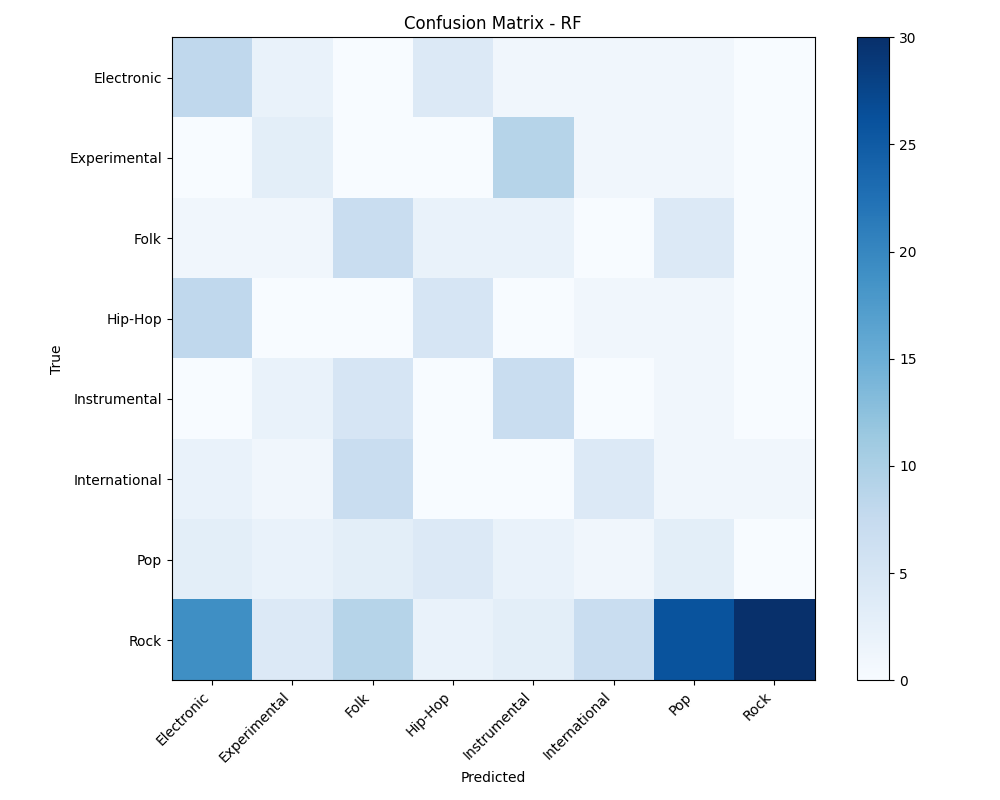 Confusion Matrix - RF
True
Electronic
Experimental
Folk
Hip-Hop
Instrumental
International
Pop
Rock
Electronic
Experimental
Folk
Hip-Hop
Instrumental
International
Pop
Rock
Predicted
30
25
20
15
10
5
0